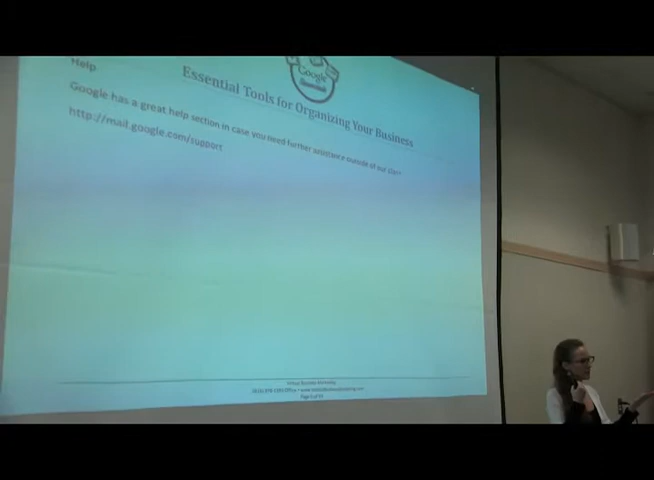 Google
Essential Tools for Organizing Your Business
Help
Google has a great help section in case you need further assistance outside of our class
http://mail.google.com/support